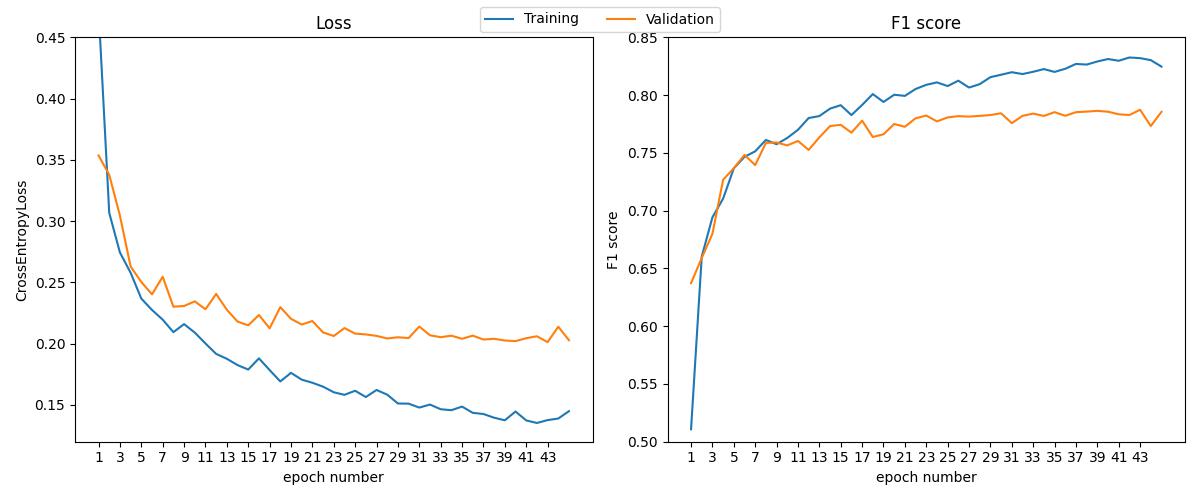 Training Validation
Loss
CrossEntropyLoss
0.45
0.40
0.35
0.30
0.25
0.20
0.15
1 3 5 7 9 11 13 15 17 19 21 23 25 27 29 31 33 35 37 39 41 43
epoch number
F1 score
F1 score
0.85
0.80
0.75
0.70
0.65
0.60
0.55
0.50
1 3 5 7 9 11 13 15 17 19 21 23 25 27 29 31 33 35 37 39 41 43
epoch number